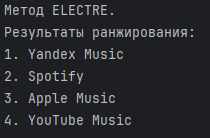 Метод ELECTRE.
Результаты ранжирования:
1. Yandex Music
2. Spotify
3. Apple Music
4. YouTube Music